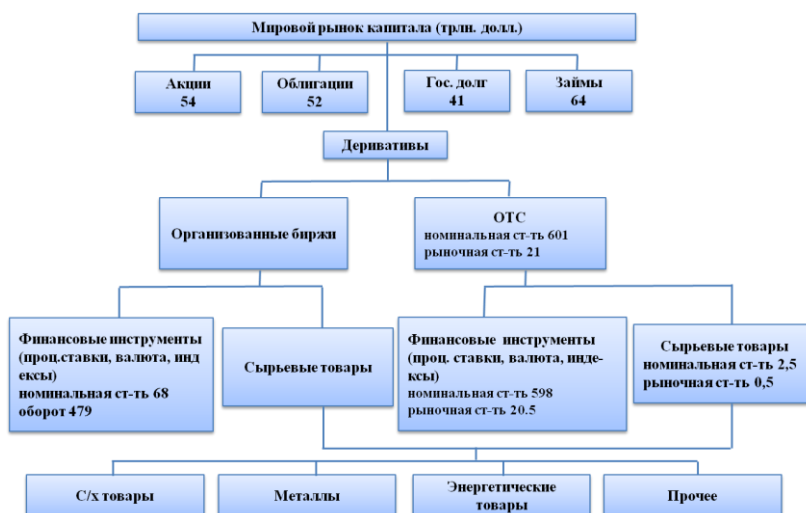 Мировой рынок капитала (трлн. долл.)
Акции
54
Облигации
52
Гос. долг
41
Займы
64
Деривативы
Организованные биржи
ОТС
номинальная ст-ть 601
рыночная ст-ть 21
Финансовые инструменты
(проц.ставки, валюта, инд
ексы)
номинальная ст-ть 68
оборот 479
Сырьевые товары
Финансовые инструменты
(проц. ставки, валюта, инде-
ксы)
номинальная ст-ть 598
рыночная ст-ть 20.5
Сырьевые товары
номинальная ст-ть 2,5
рыночная ст-ть 0,5
С/х товары
Металлы
Энергетические
товары
Прочее